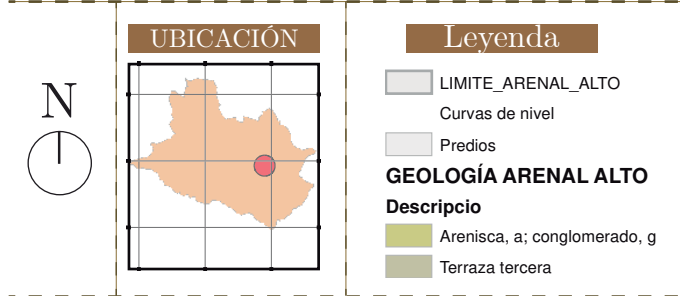 N
UBICACIÓN
Leyenda
LIMITE_ARENAL_ALTO
Curvas de nivel
Predios
GEOLOGÍA ARENAL ALTO
Descripcio
Arenisca, a; conglomerado, g
Terraza tercera